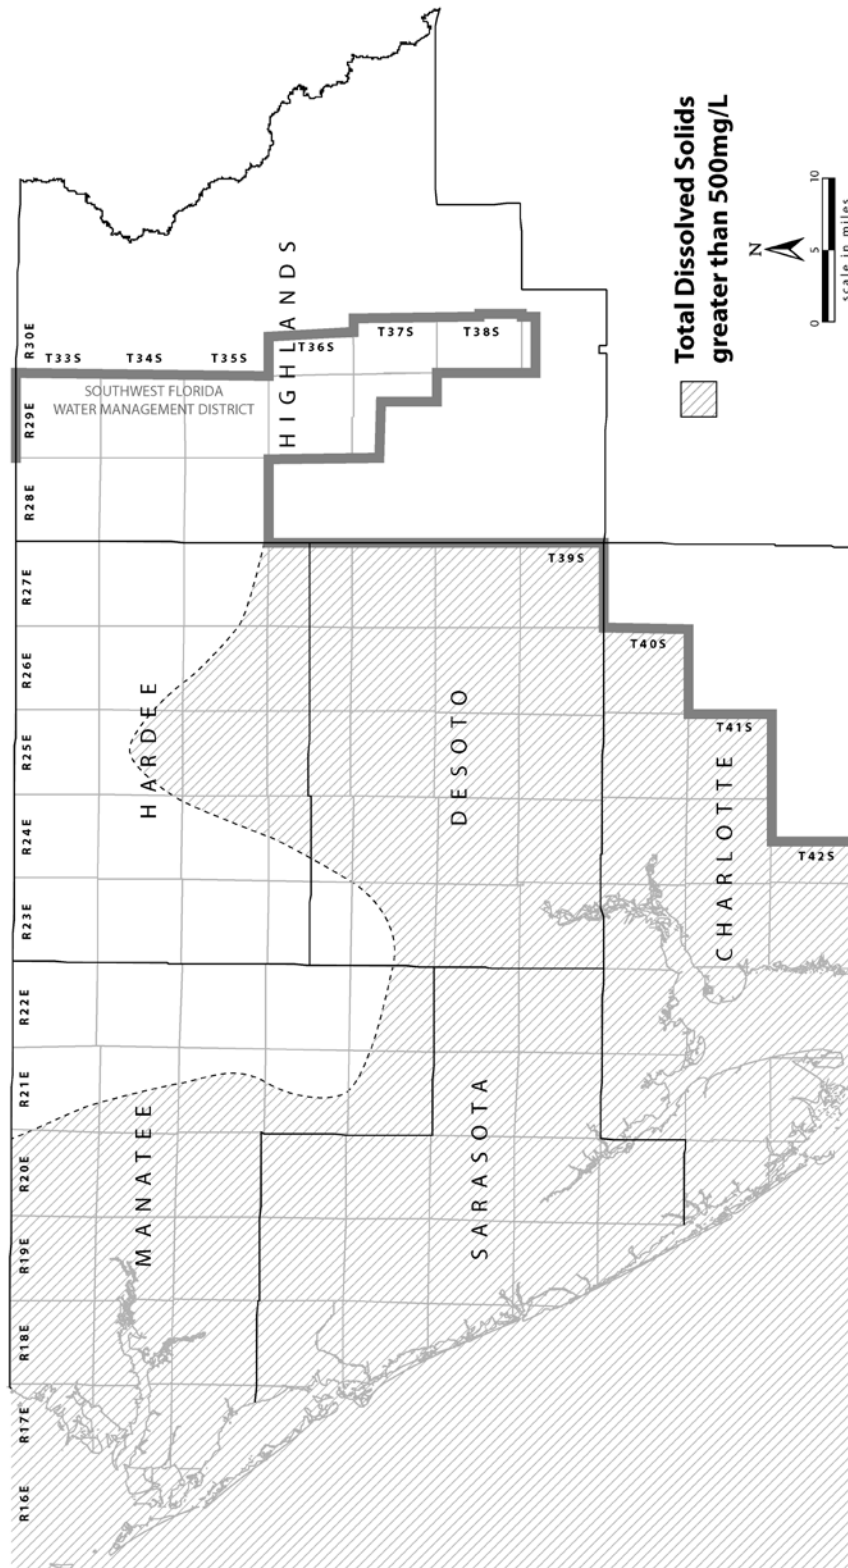 R16E
R17E
R18E
R19E
R20E
R21E
R22E
R23E
R24E
R25E
R26E
R27E
R28E
R29E
R30E
T33S
T34S
T35S
T36S
T37S
T38S
T39S
T40S
T41S
T42S
SOUTHWEST FLORIDA
WATER MANAGEMENT DISTRICT
MANATEE
HARDEE
HIGHLANDS
SARASOTA
DESOTO
CHARLOTTE
Total Dissolved Solids
greater than 500mg/L
N
0 5 10
scale in miles